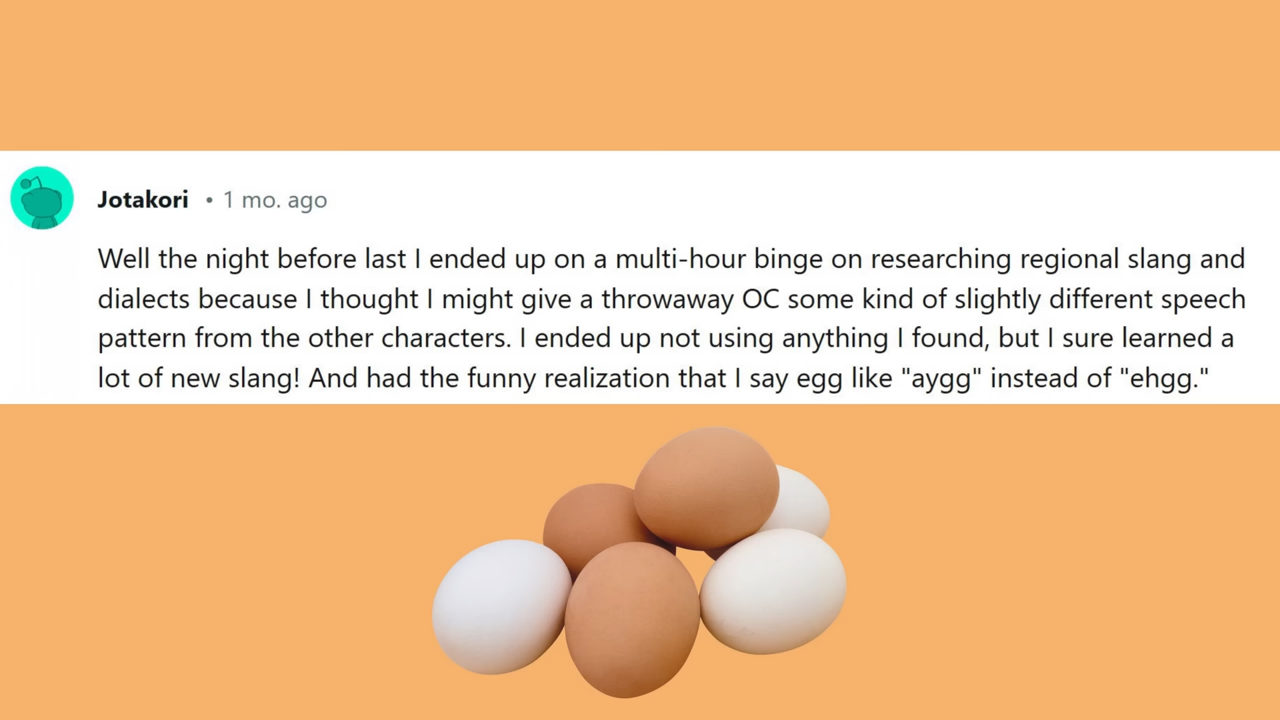 Jotakori • 1 mo. ago
Well the night before last I ended up on a multi-hour binge on researching regional slang and
dialects because I thought I might give a throwaway OC some kind of slightly different speech
pattern from the other characters. I ended up not using anything I found, but I sure learned a
lot of new slang! And had the funny realization that I say egg like "aygg" instead of "ehgg."